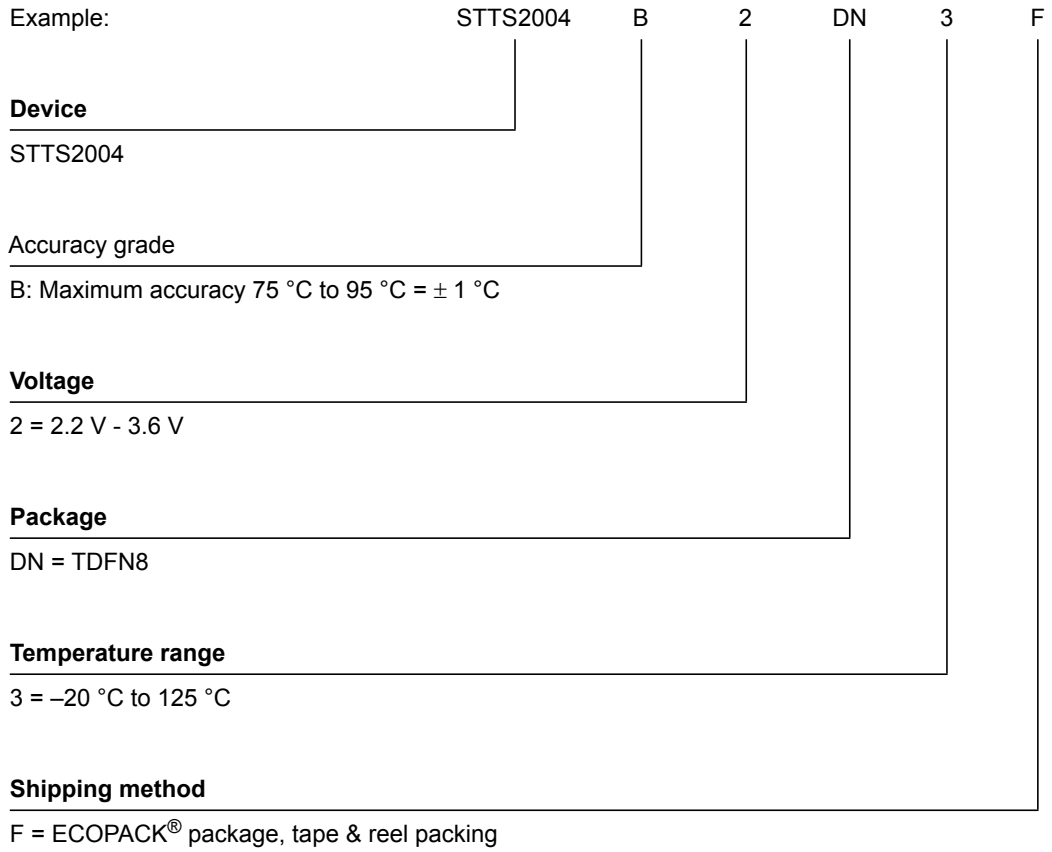 Example: STTS2004 B 2 DN 3 F
Device
STTS2004
Accuracy grade
B: Maximum accuracy 75 °C to 95 °C = ± 1 °C
Voltage
2 = 2.2 V - 3.6 V
Package
DN = TDFN8
Temperature range
3 = –20 °C to 125 °C
Shipping method
F = ECOPACK® package, tape & reel packing